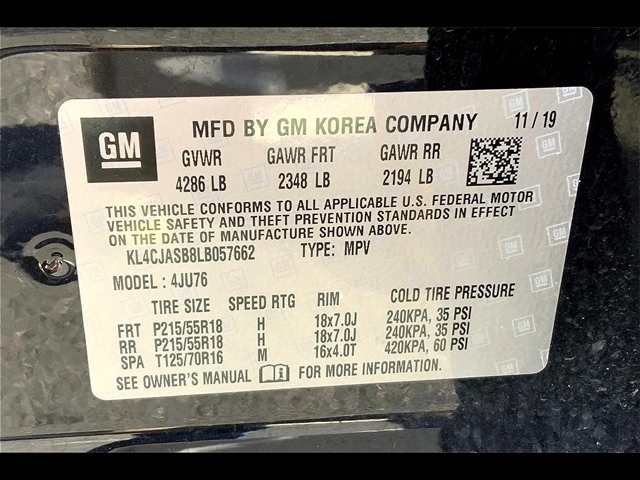 GM MFD BY GM KOREA COMPANY 11/19
GVWR GAWR FRT GAWR RR
4286 LB 2348 LB 2194 LB
THIS VEHICLE CONFORMS TO ALL APPLICABLE U.S. FEDERAL MOTOR
VEHICLE SAFETY AND THEFT PREVENTION STANDARDS IN EFFECT
ON THE DATE OF MANUFACTURE SHOWN ABOVE.
KL4CJASB8LB057662 TYPE: MPV
MODEL: 4JU76
TIRE SIZE SPEED RTG RIM COLD TIRE PRESSURE
FRT P215/55R18 H 18x7.0J 240KPA, 35 PSI
RR P215/55R18 H 18x7.0J 240KPA, 35 PSI
SPA T125/70R16 M 16x4.0T 420KPA, 60 PSI
SEE OWNER'S MANUAL FOR MORE INFORMATION.